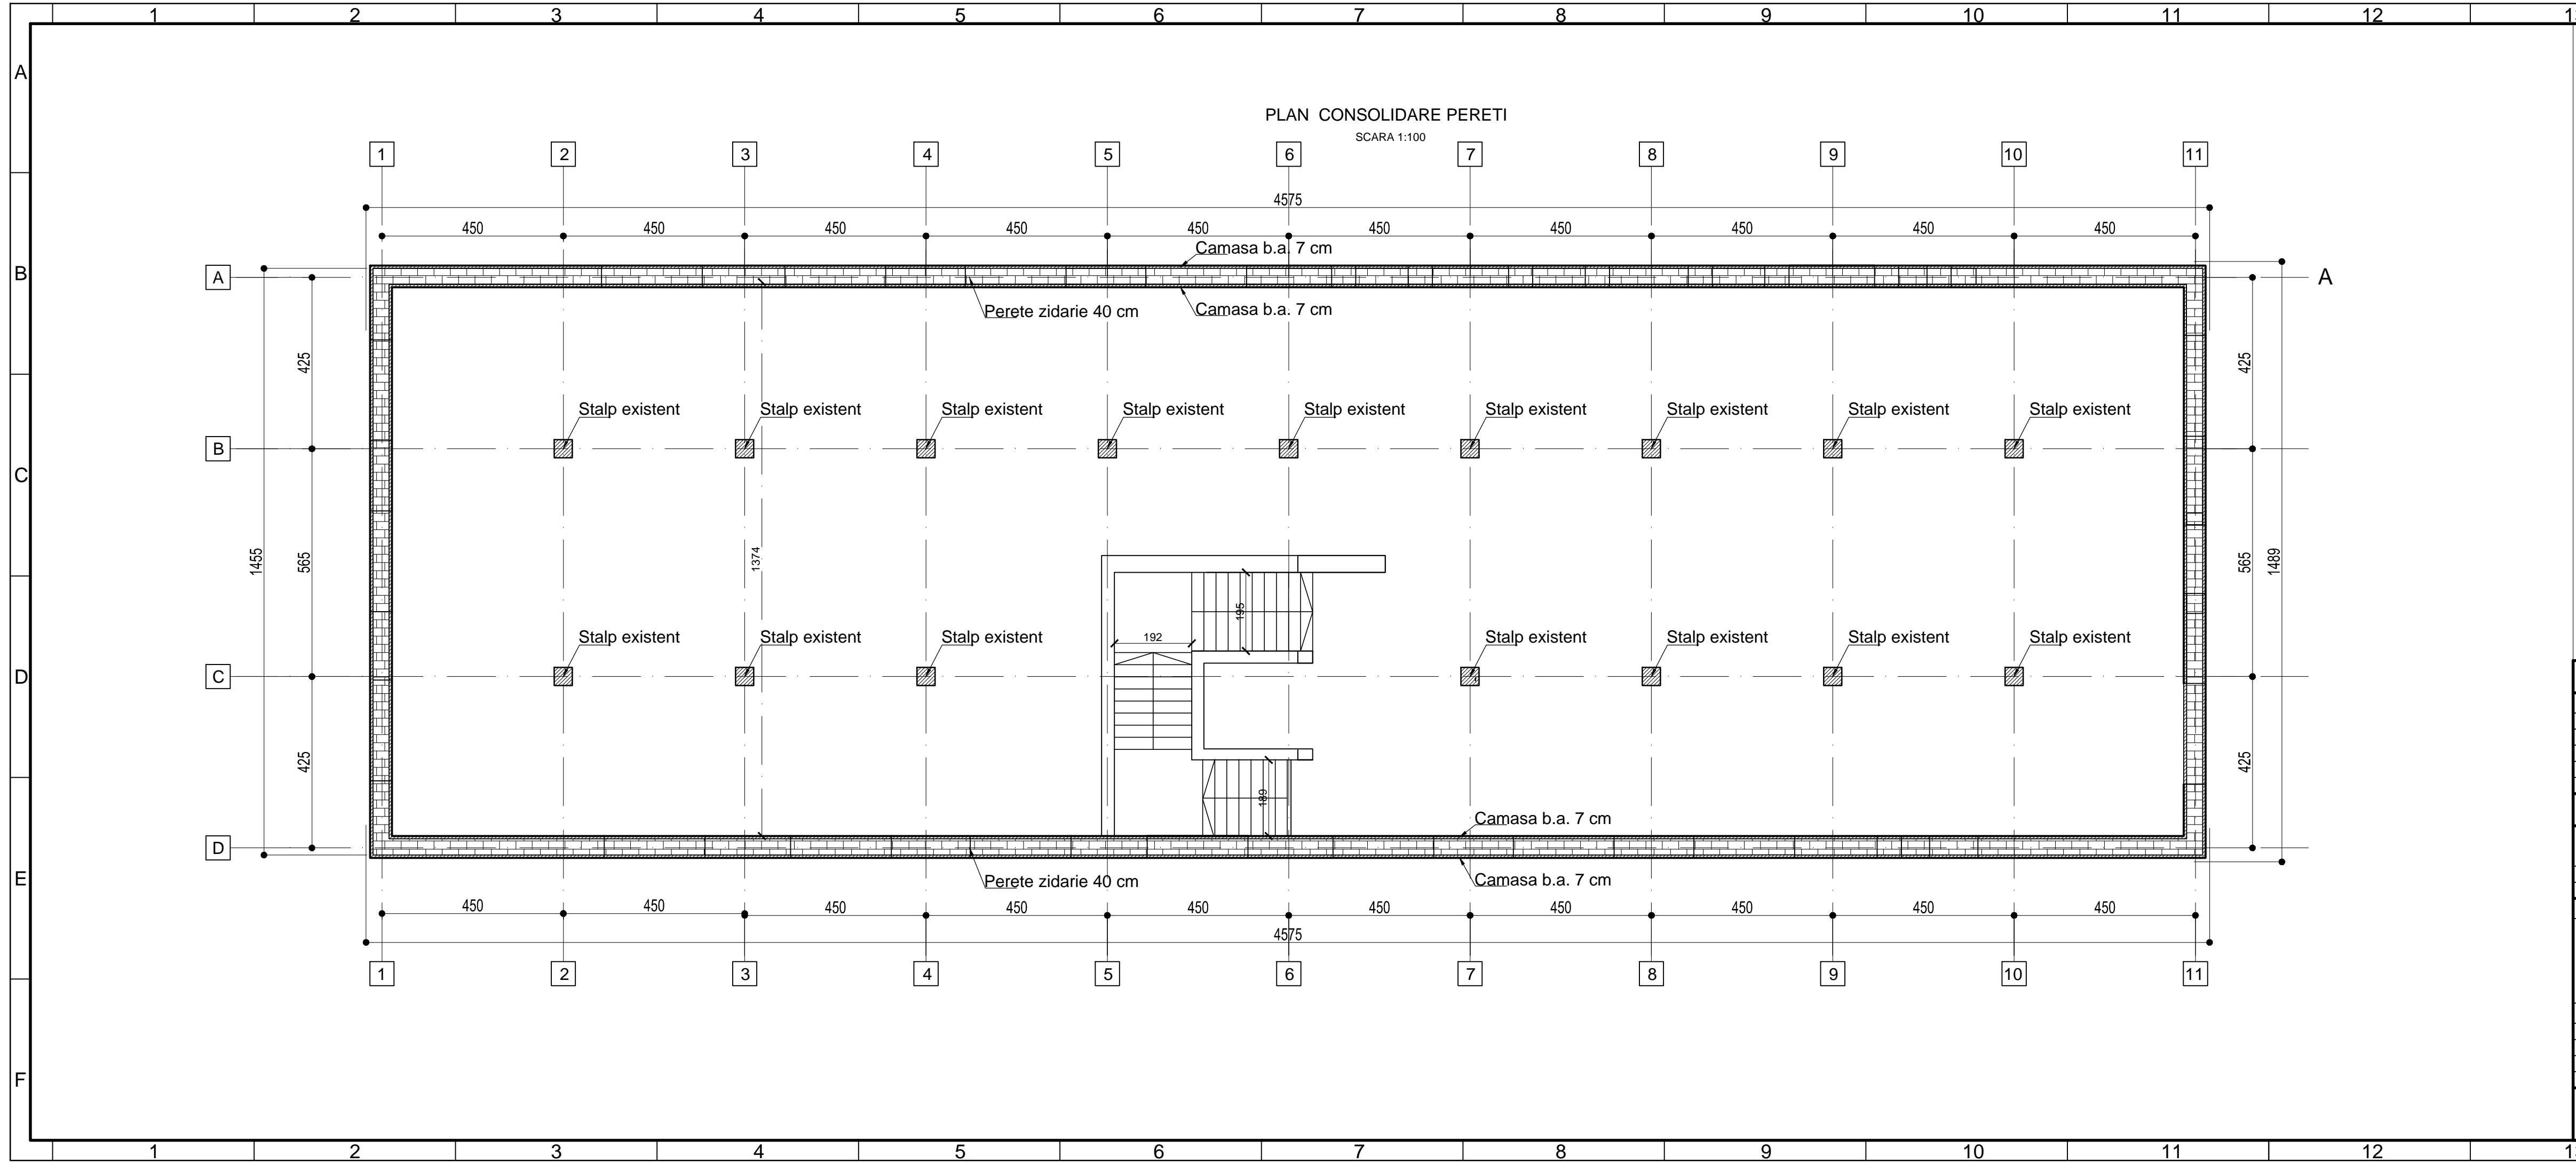 1 2 3 4 5 6 7 8 9 10 11 12
A
PLAN CONSOLIDARE PERETI
SCARA 1:100
1 2 3 4 5 6 7 8 9 10 11
4575
450 450 450 450 450 450 450 450 450 450
Camasa b.a. 7 cm
B A A
Perete zidarie 40 cm Camasa b.a. 7 cm
425 425
Stalp existent Stalp existent Stalp existent Stalp existent Stalp existent Stalp existent Stalp existent Stalp existent Stalp existent
B
C
1455 565 1374 565 1489
195
192
Stalp existent Stalp existent Stalp existent Stalp existent Stalp existent Stalp existent Stalp existent
D C
425 425
189
Camasa b.a. 7 cm
D
E
Perete zidarie 40 cm Camasa b.a. 7 cm
450 450 450 450 450 450 450 450 450 450
4575
1 2 3 4 5 6 7 8 9 10 11
F
1 2 3 4 5 6 7 8 9 10 11 12